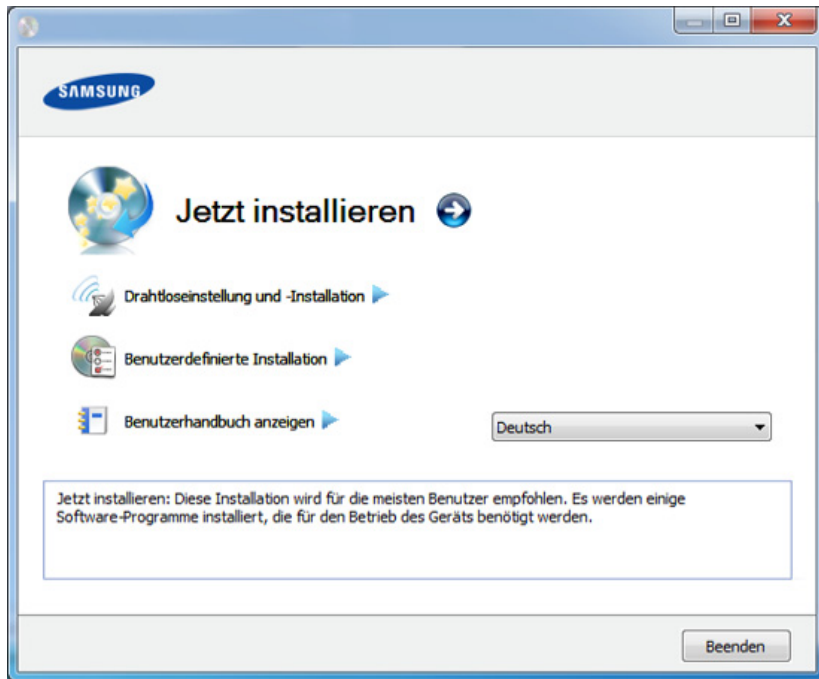 SAMSUNG
Jetzt installieren
Drahtloseinstellung und -Installation
Benutzerdefinierte Installation
Benutzerhandbuch anzeigen
Deutsch
Jetzt installieren: Diese Installation wird für die meisten Benutzer empfohlen. Es werden einige
Software-Programme installiert, die für den Betrieb des Geräts benötigt werden.
Beenden